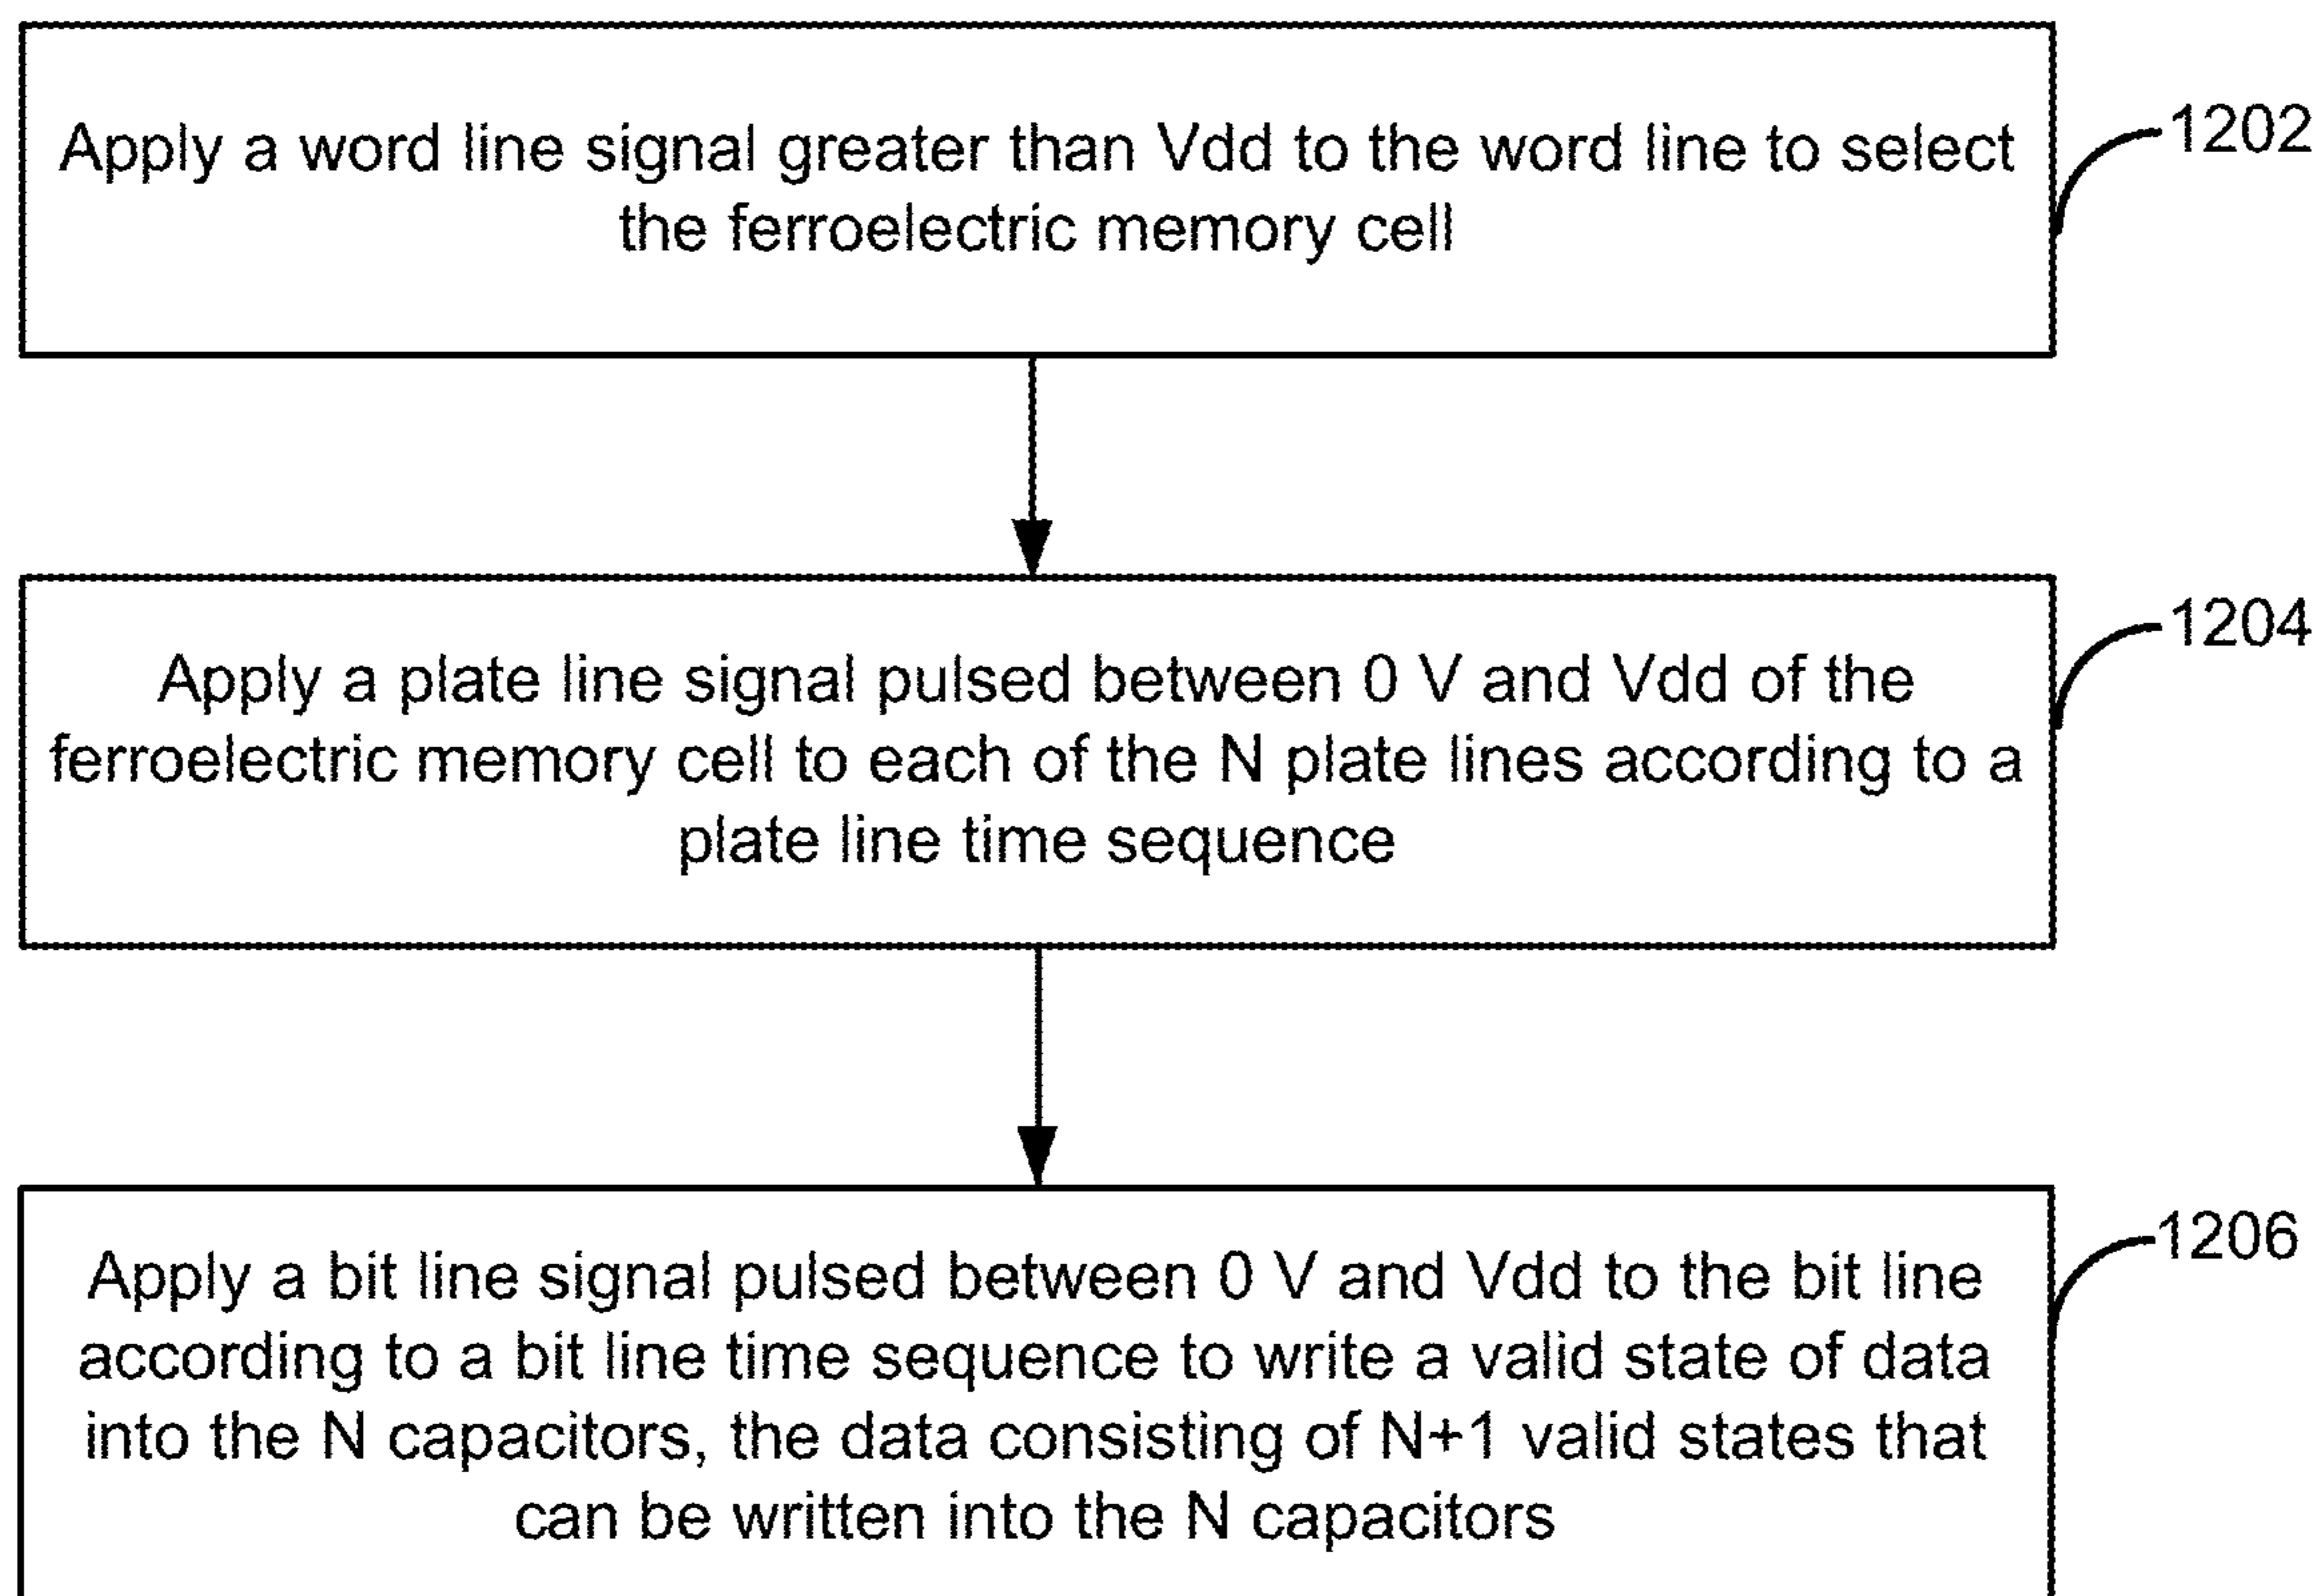 Apply a word line signal greater than Vdd to the word line to select
the ferroelectric memory cell
1202
Apply a plate line signal pulsed between 0 V and Vdd of the
ferroelectric memory cell to each of the N plate lines according to a
plate line time sequence
1204
Apply a bit line signal pulsed between 0 V and Vdd to the bit line
according to a bit line time sequence to write a valid state of data
into the N capacitors, the data consisting of N+1 valid states that
can be written into the N capacitors
1206